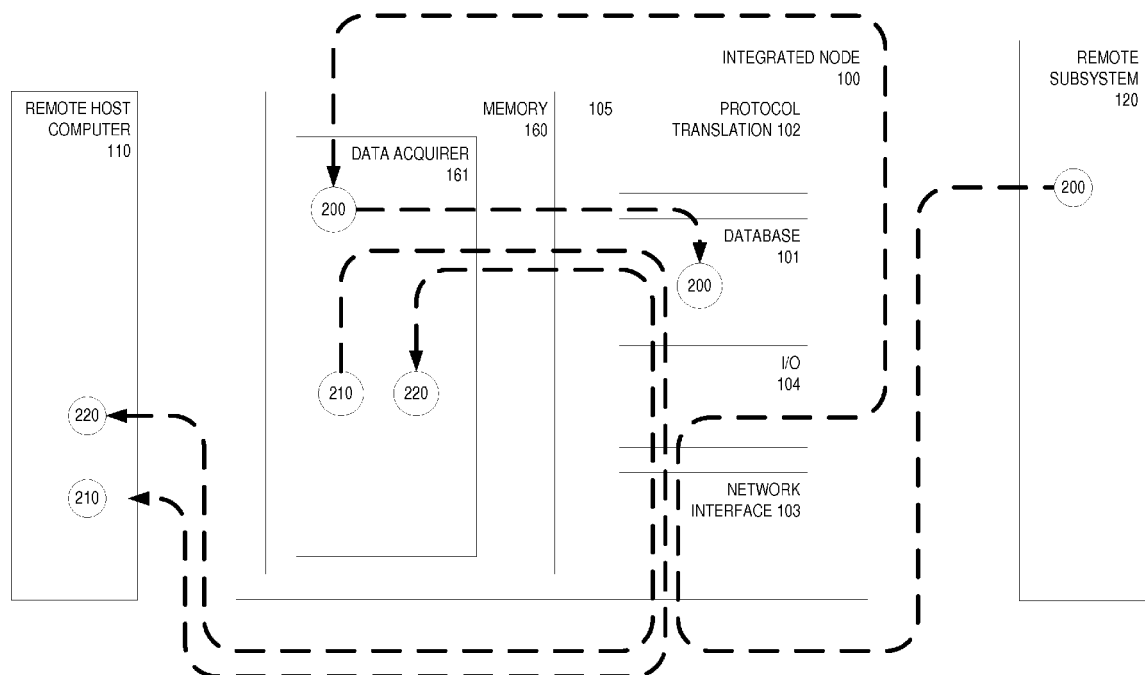 REMOTE HOST
COMPUTER
110
MEMORY
160
DATA ACQUIRER
161
200
210
220
220
210
105
INTEGRATED NODE
100
PROTOCOL
TRANSLATION 102
DATABASE
101
200
I/O
104
NETWORK
INTERFACE 103
REMOTE
SUBSYSTEM
120
200